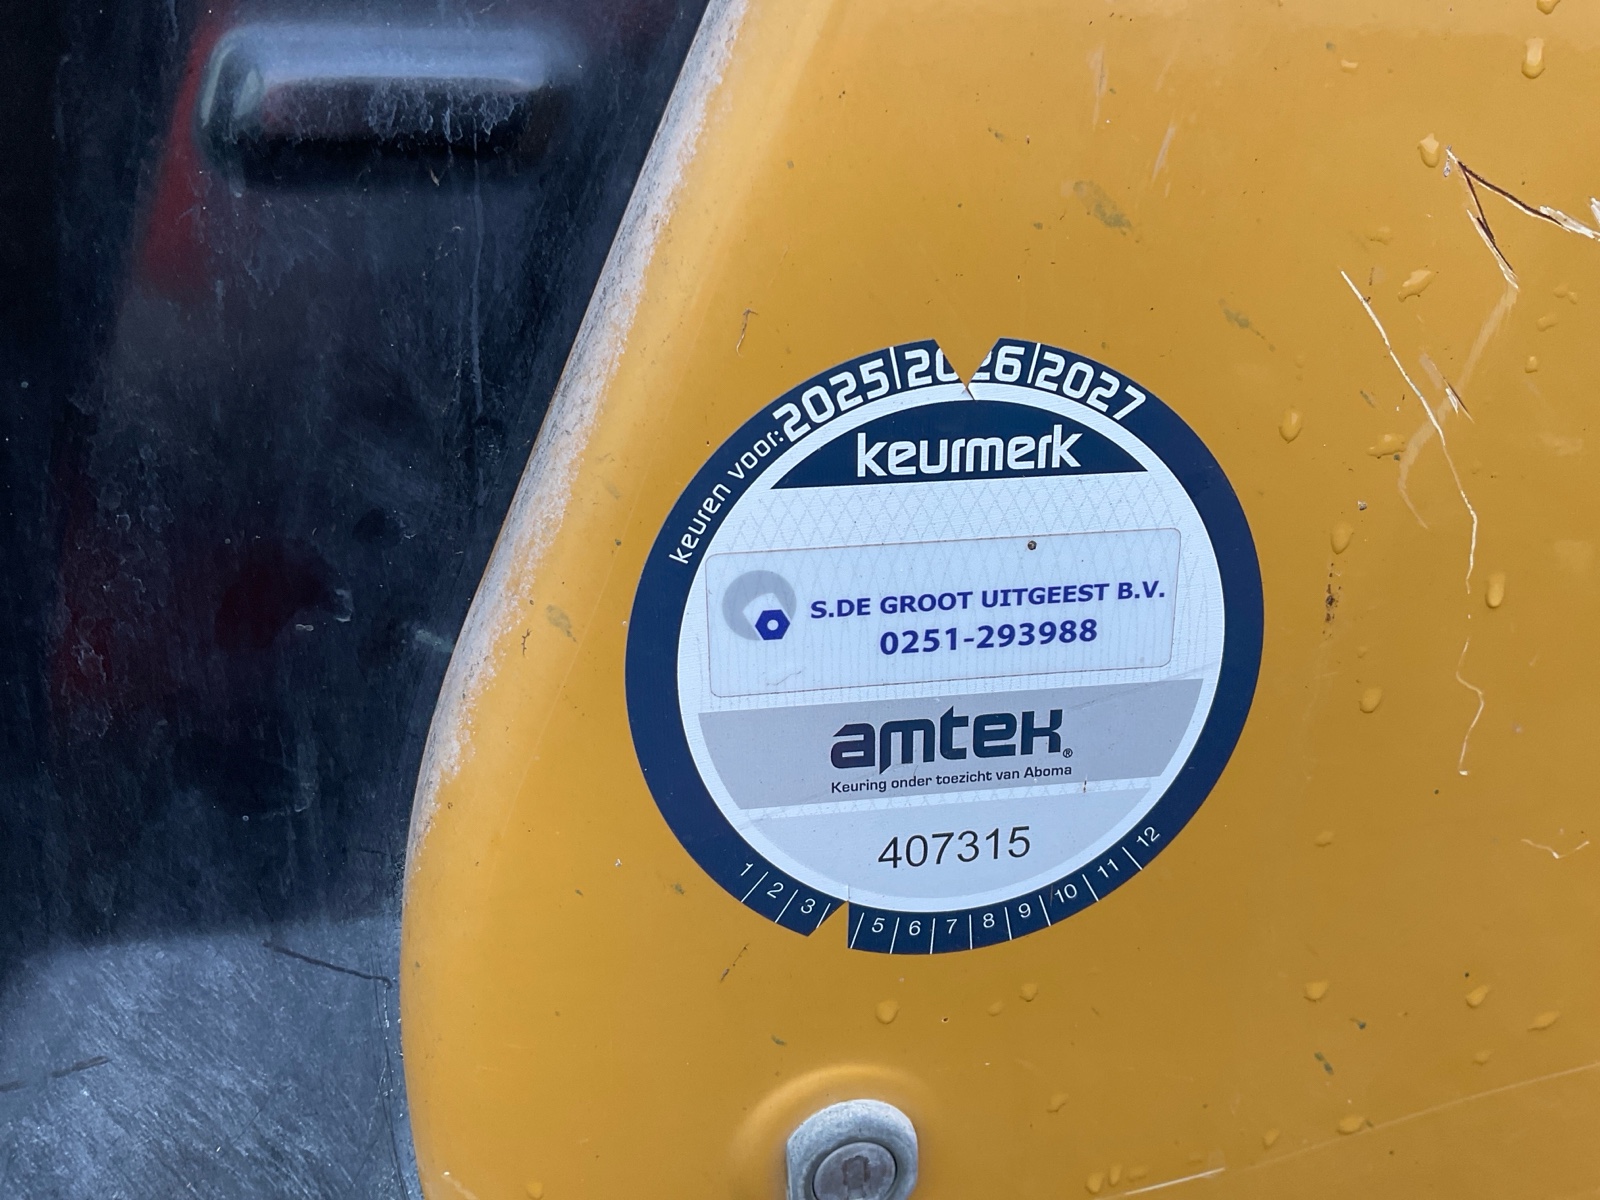 keuren voor: 2025 2026 2027
keurmerk
S.DE GROOT UITGEEST B.V.
0251-293988
amtek®
Keuring onder toezicht van Aboma
407315
1 2 3 5 6 7 8 9 10 11 12